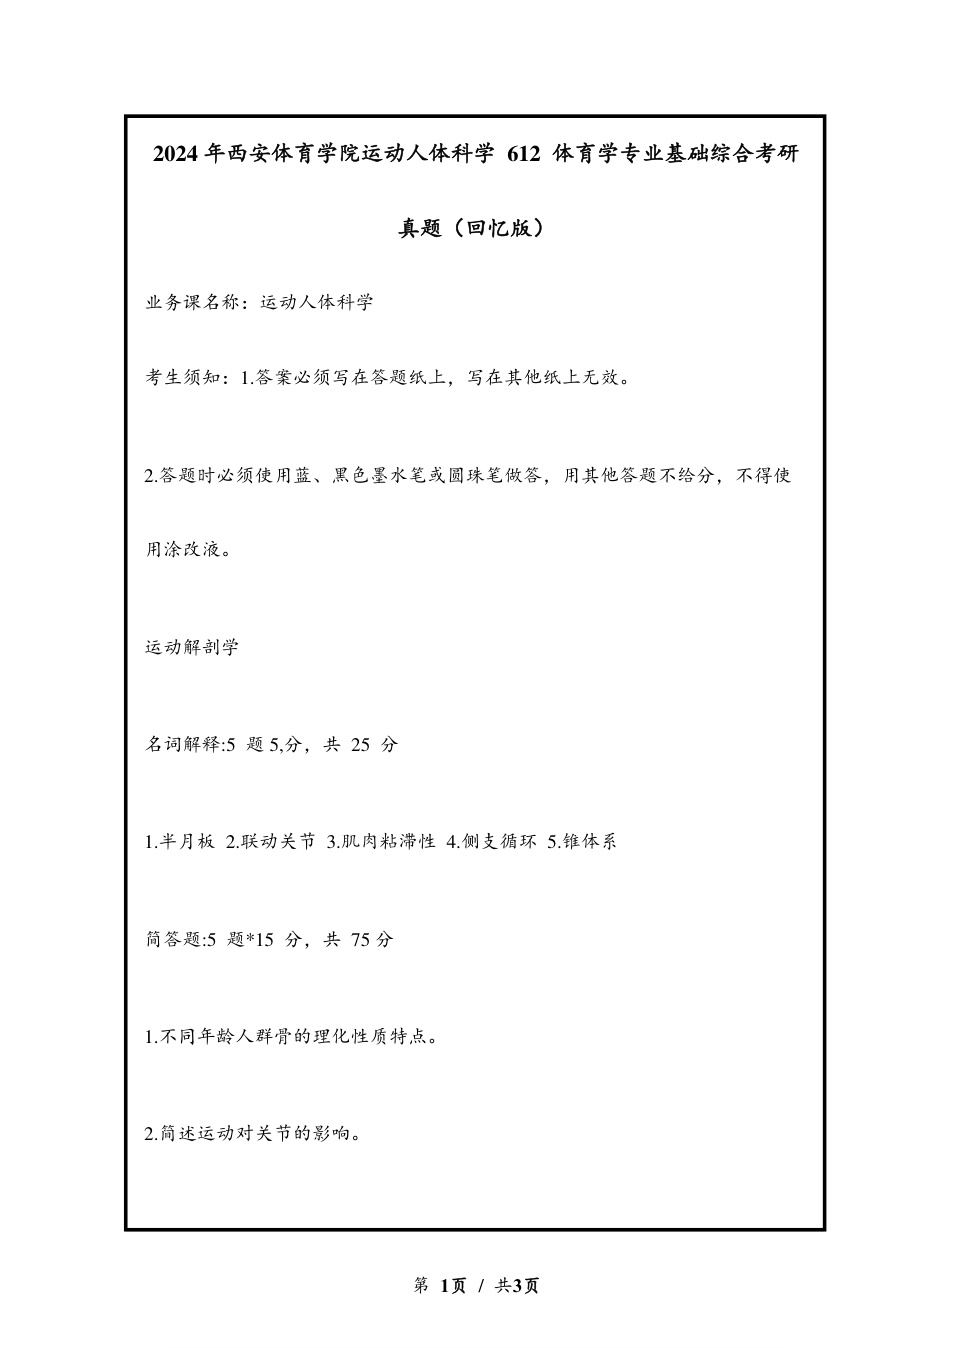 2024 年西安体育学院运动人体科学 612 体育学专业基础综合考研
真题（回忆版）
业务课名称：运动人体科学
考生须知：1.答案必须写在答题纸上，写在其他纸上无效。
2.答题时必须使用蓝、黑色墨水笔或圆珠笔做答，用其他答题不给分，不得使
用涂改液。
运动解剖学
名词解释:5 题 5,分，共 25 分
1.半月板 2.联动关节 3.肌肉粘滞性 4.侧支循环 5.锥体系
简答题:5 题*15 分，共 75 分
1.不同年龄人群骨的理化性质特点。
2.简述运动对关节的影响。
第 1页 / 共3页